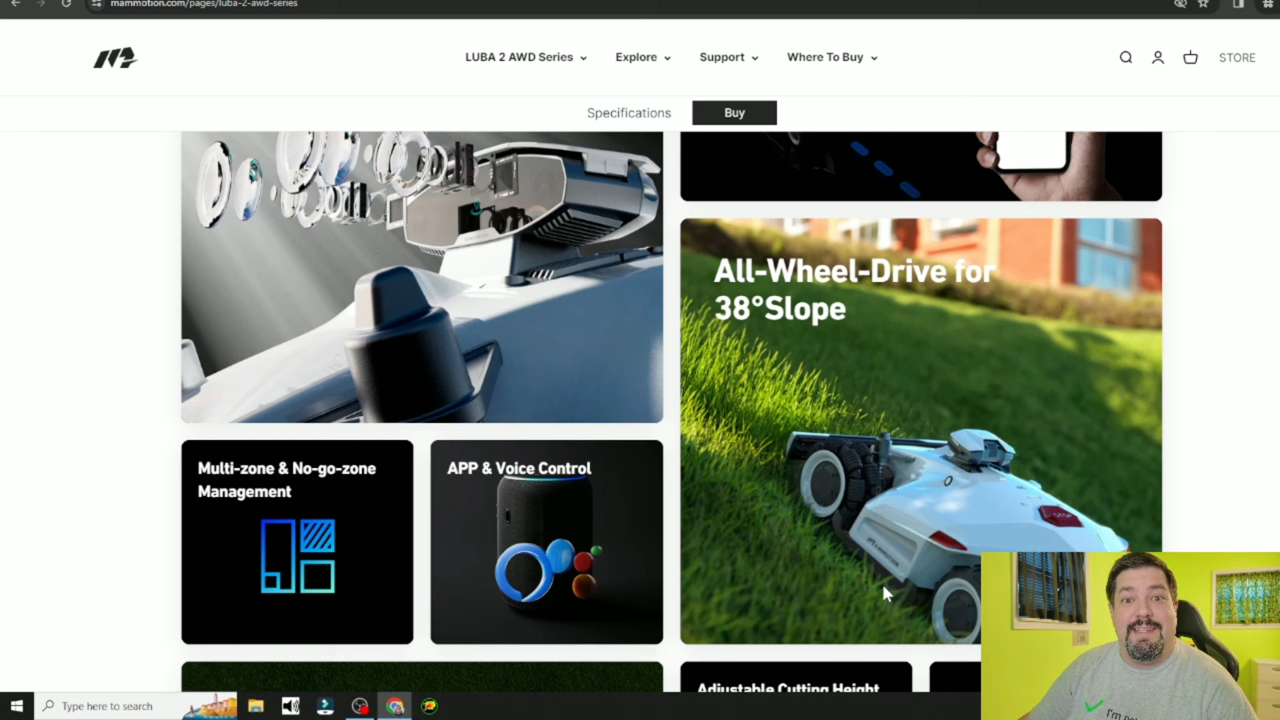 mammotion.com/pages/luba-2-awd-series
LUBA 2 AWD Series
Explore
Support
Where To Buy
STORE
Specifications
Buy
All-Wheel-Drive for
38°Slope
Multi-zone & No-go-zone
Management
APP & Voice Control
STOP
Adjustable Cutting Height
Type here to search
I'm not